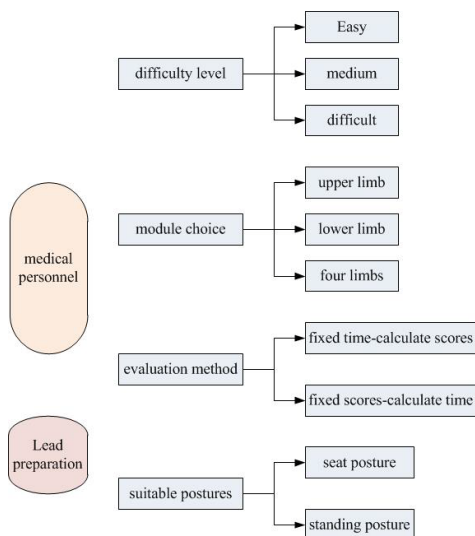 Easy
difficulty level
medium
difficult
upper limb
module choice
lower limb
four limbs
medical
personnel
fixed time-calculate scores
evaluation method
fixed scores-calculate time
Lead
preparation
seat posture
suitable postures
standing posture